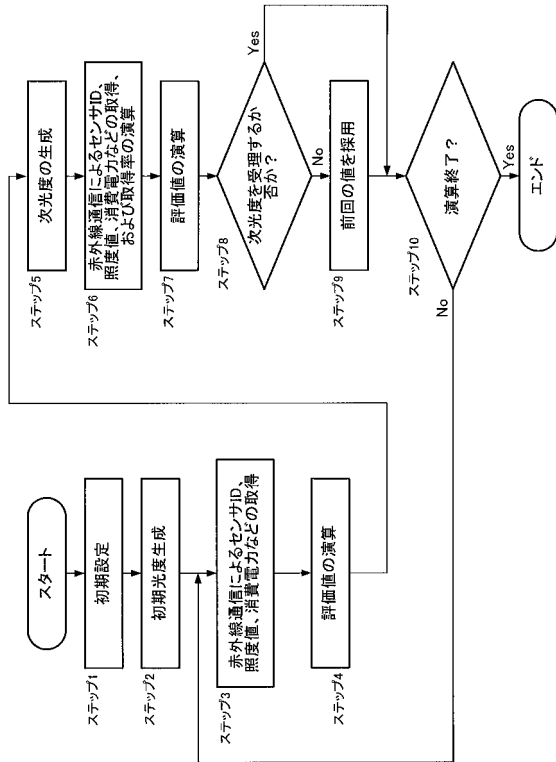 スタート
ステップ1
初期設定
ステップ2
初期光度生成
ステップ3
赤外線通信によるセンサID、
照度値、消費電力などの取得
ステップ4
評価値の演算
ステップ5
次光度の生成
ステップ6
赤外線通信によるセンサID、
照度値、消費電力などの取得、
および取得率の演算
ステップ7
評価値の演算
ステップ8
次光度を受理するか
否か？
Yes
No
ステップ9
前回の値を採用
ステップ10
演算終了？
No
Yes
エンド